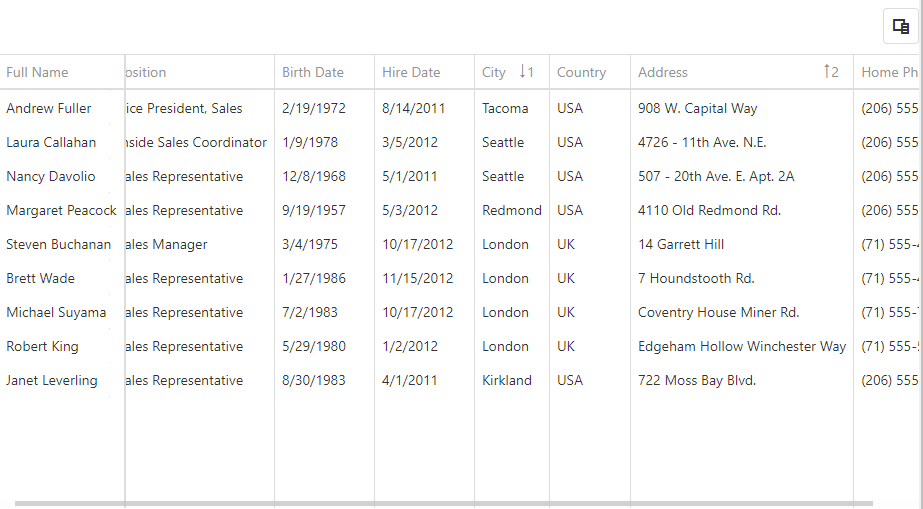 Full Name osition Birth Date Hire Date City ↓1 Country Address ↑2 Home Ph
Andrew Fuller ice President, Sales 2/19/1972 8/14/2011 Tacoma USA 908 W. Capital Way (206) 555
Laura Callahan nside Sales Coordinator 1/9/1978 3/5/2012 Seattle USA 4726 - 11th Ave. N.E. (206) 555
Nancy Davolio ales Representative 12/8/1968 5/1/2011 Seattle USA 507 - 20th Ave. E. Apt. 2A (206) 555
Margaret Peacock ales Representative 9/19/1957 5/3/2012 Redmond USA 4110 Old Redmond Rd. (206) 555
Steven Buchanan ales Manager 3/4/1975 10/17/2012 London UK 14 Garrett Hill (71) 555-
Brett Wade ales Representative 1/27/1986 11/15/2012 London UK 7 Houndstooth Rd. (71) 555-
Michael Suyama ales Representative 7/2/1983 10/17/2012 London UK Coventry House Miner Rd. (71) 555-
Robert King ales Representative 5/29/1980 1/2/2012 London UK Edgeham Hollow Winchester Way (71) 555-
Janet Leverling ales Representative 8/30/1983 4/1/2011 Kirkland USA 722 Moss Bay Blvd. (206) 555